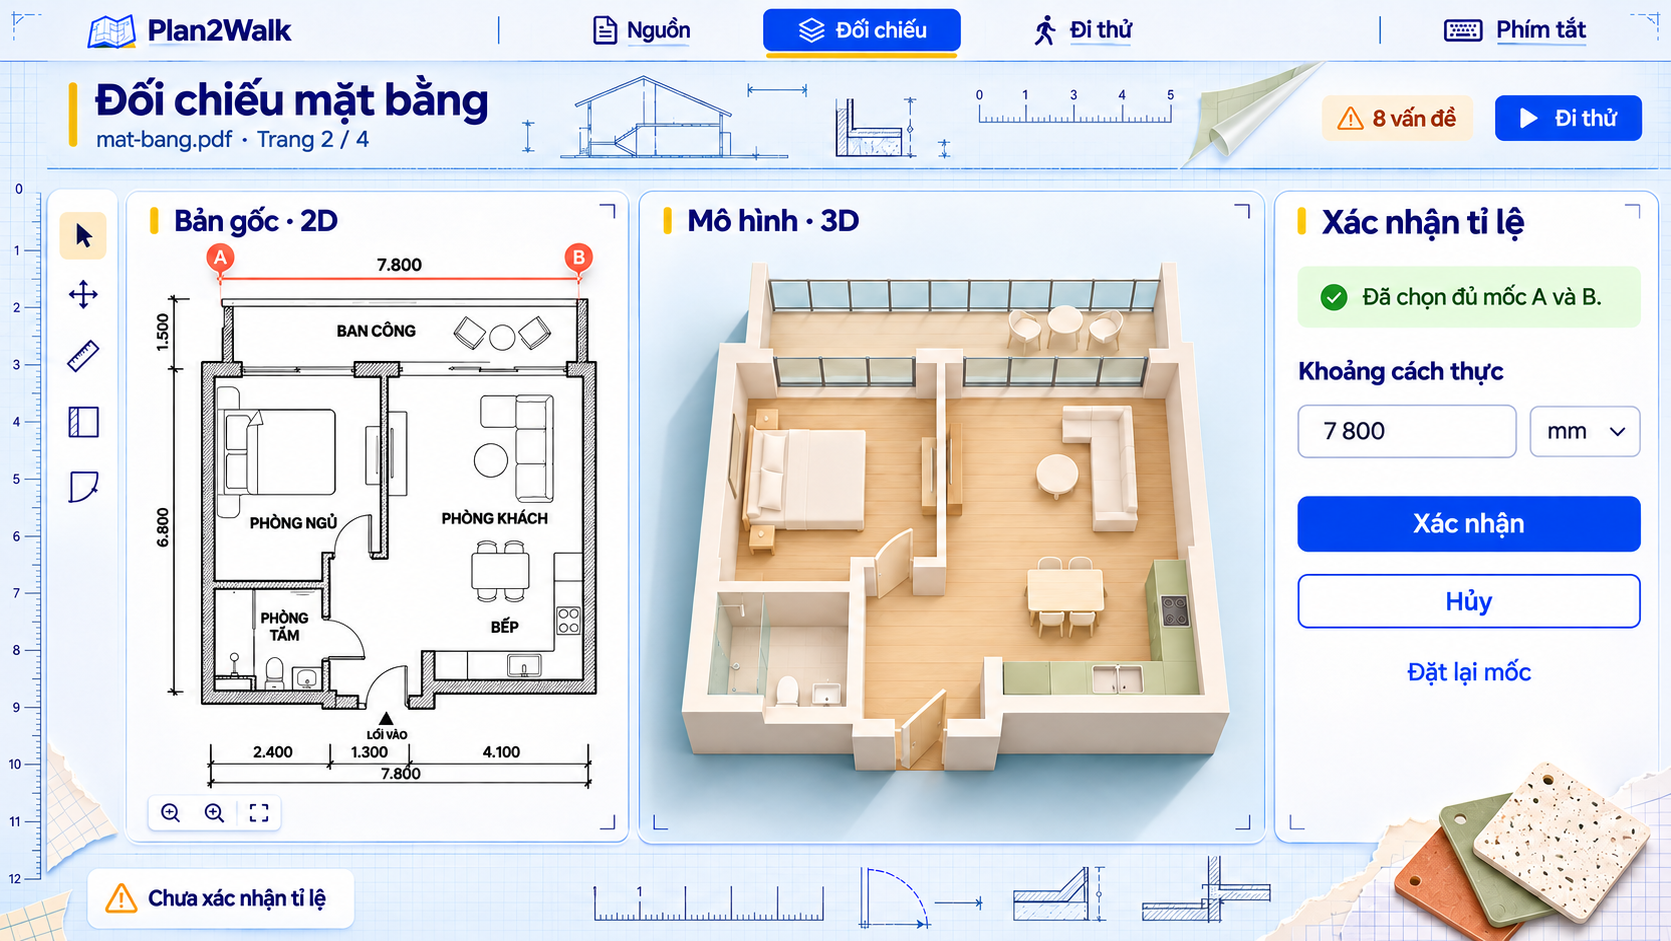 Plan2Walk
Nguồn
Đối chiếu
Đi thử
Phím tắt
Đối chiếu mặt bằng
mat-bang.pdf · Trang 2 / 4
0 1 2 3 4 5
8 vấn đề
Đi thử
0
1
2
3
4
5
6
7
8
9
10
11
12
Bản gốc · 2D
A
B
7.800
1.500
BAN CÔNG
6.800
PHÒNG NGỦ
PHÒNG KHÁCH
PHÒNG
TẮM
BẾP
LỐI VÀO
2.400
1.300
4.100
7.800
Mô hình · 3D
Xác nhận tỉ lệ
Đã chọn đủ mốc A và B.
Khoảng cách thực
7 800
mm
Xác nhận
Hủy
Đặt lại mốc
Chưa xác nhận tỉ lệ
1